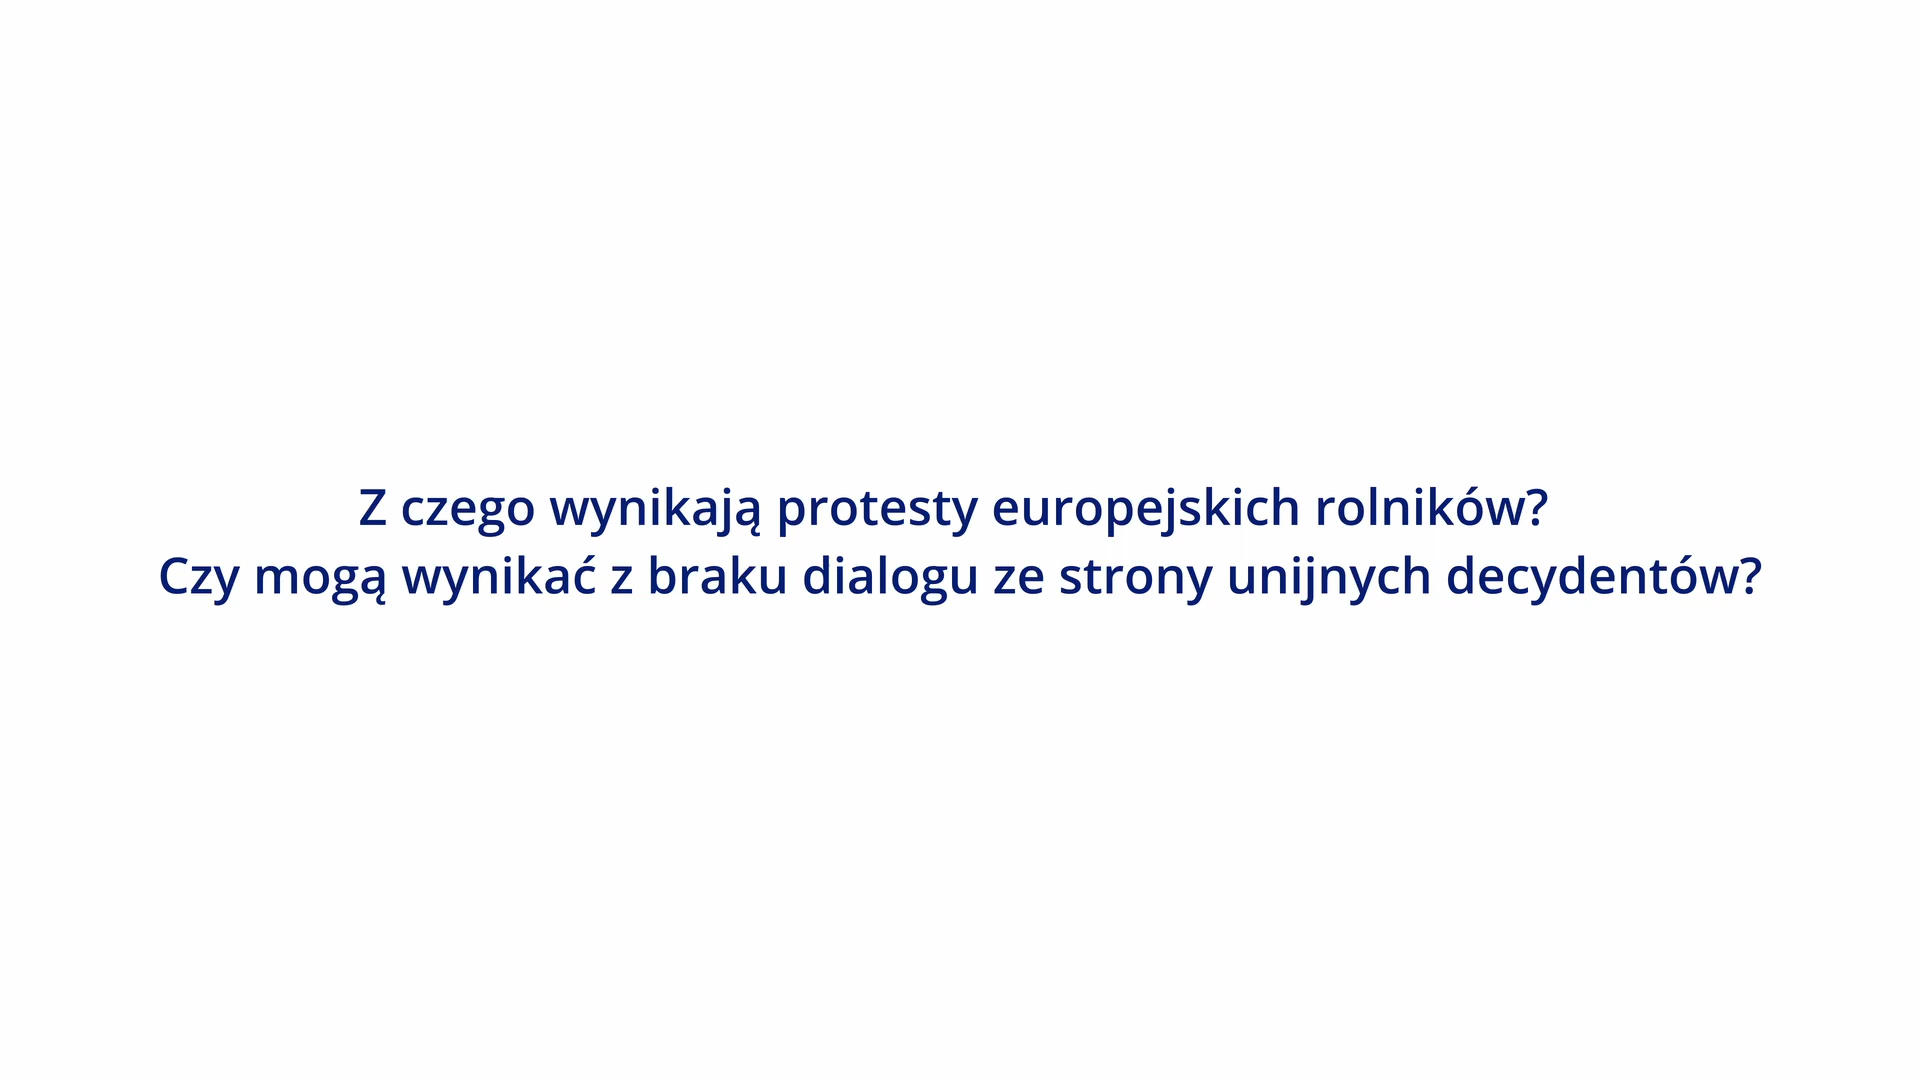 Z czego wynikają protesty europejskich rolników?
Czy mogą wynikać z braku dialogu ze strony unijnych decydentów?